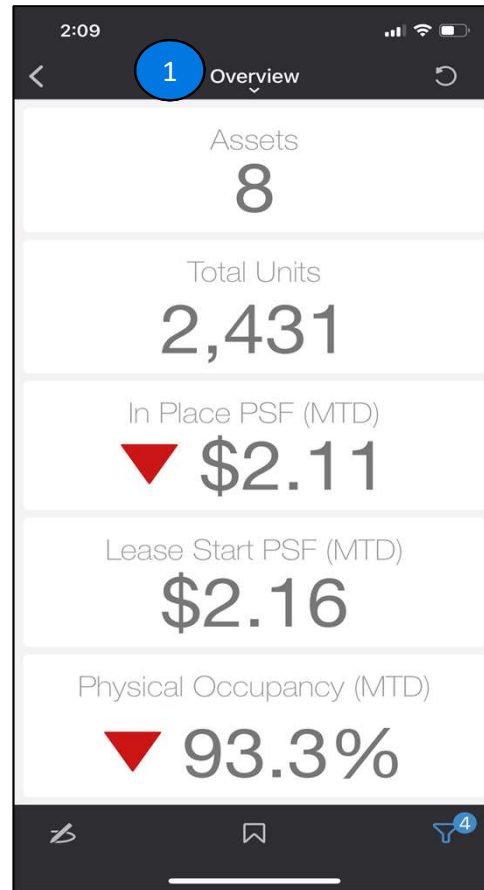 2:09
1 Overview
Assets
8
Total Units
2,431
In Place PSF (MTD)
$2.11
Lease Start PSF (MTD)
$2.16
Physical Occupancy (MTD)
93.3%
4